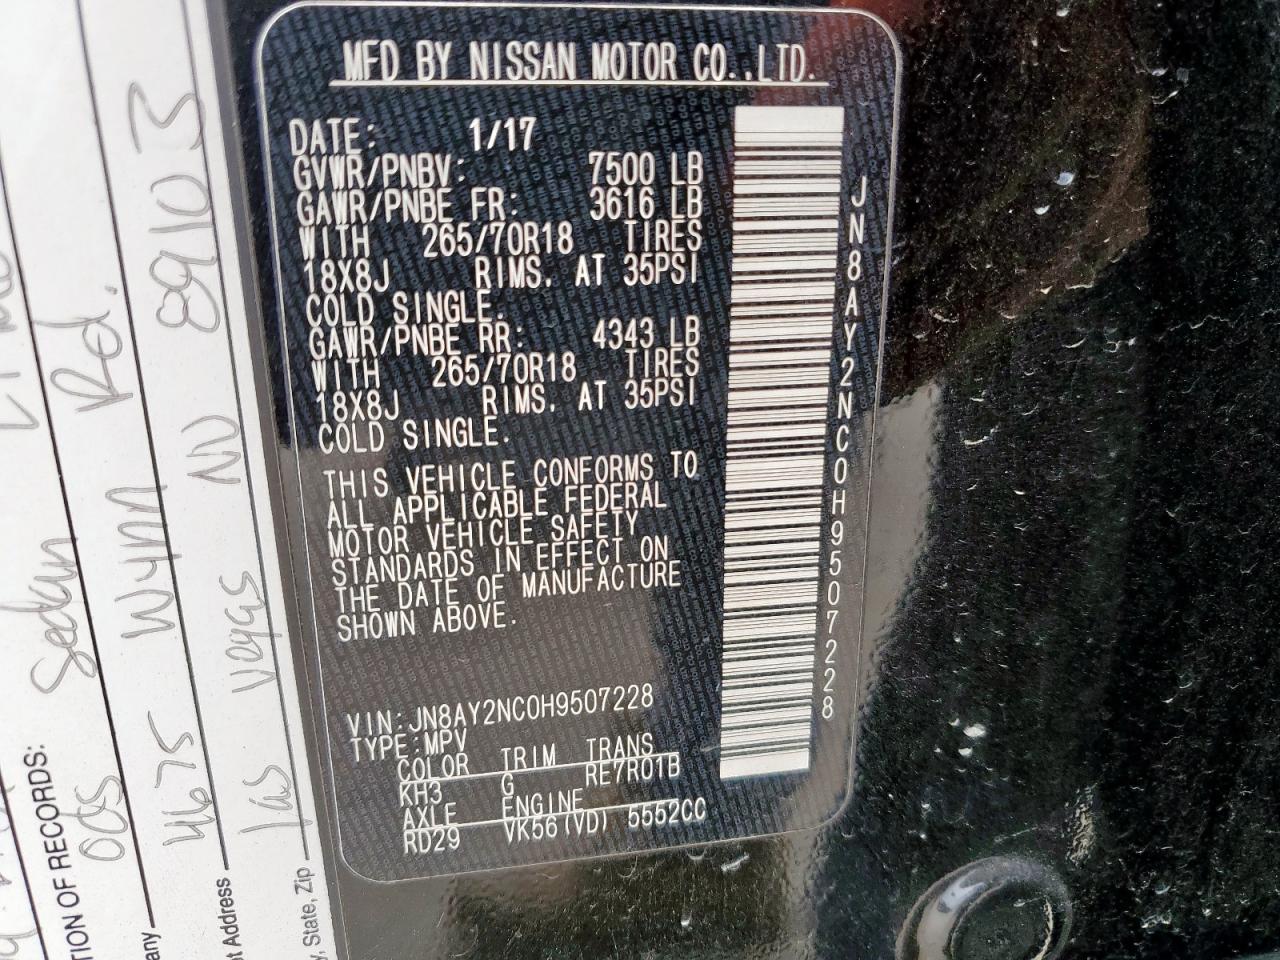 MFD BY NISSAN MOTOR CO.,LTD.
DATE: 1/17
GVWR/PNBV: 7500 LB
GAWR/PNBE FR: 3616 LB
WITH 265/70R18 TIRES
18X8J RIMS. AT 35PSI
COLD SINGLE.
GAWR/PNBE RR: 4343 LB
WITH 265/70R18 TIRES
18X8J RIMS. AT 35PSI
COLD SINGLE.
THIS VEHICLE CONFORMS TO
ALL APPLICABLE FEDERAL
MOTOR VEHICLE SAFETY
STANDARDS IN EFFECT ON
THE DATE OF MANUFACTURE
SHOWN ABOVE.
VIN:JN8AY2NC0H9507228
TYPE:MPV
COLOR TRIM TRANS
KH3 G RE7R01B
AXLE ENGINE
RD29 VK56(VD) 5552CC
JN8AY2NC0H9507228
TION OF RECORDS:
ods Sedan
any 4675 Wynn Rd.
t Address Las Vegas NV 89103
, State, Zip